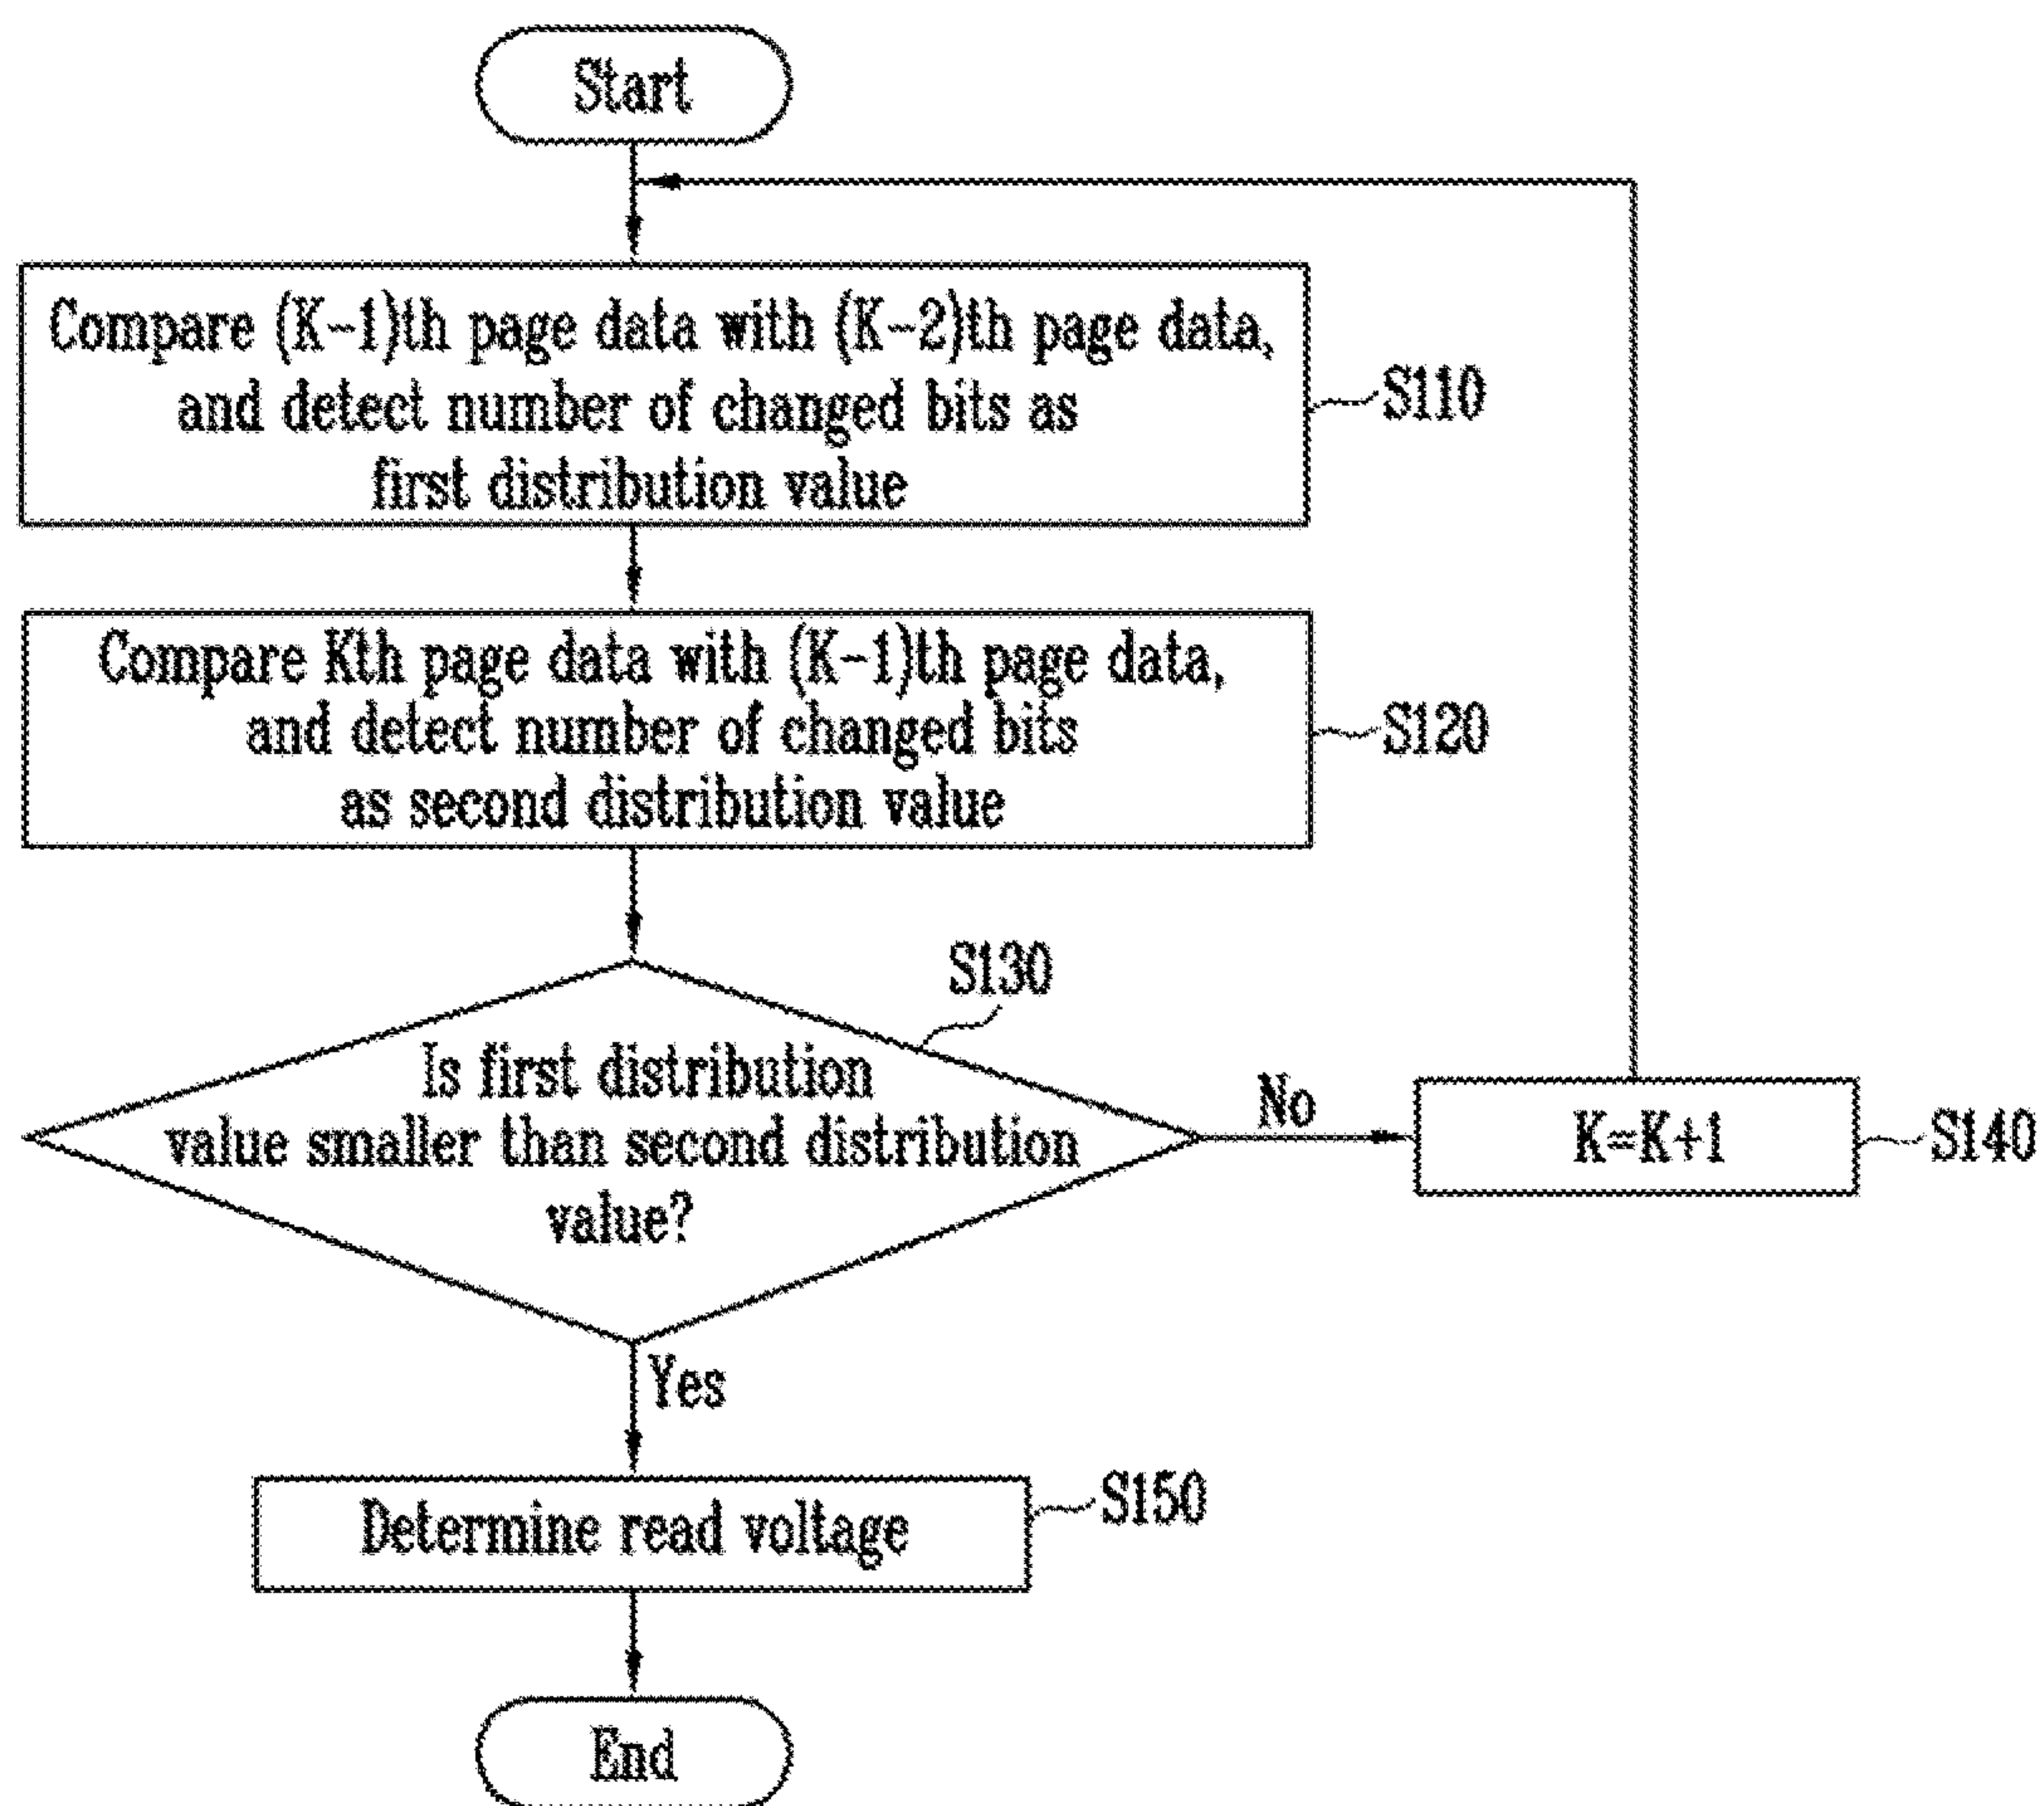 Start
Compare (K-1)th page data with (K-2)th page data,
and detect number of changed bits as
first distribution value
S110
Compare Kth page data with (K-1)th page data,
and detect number of changed bits
as second distribution value
S120
S130
Is first distribution
value smaller than second distribution
value?
No
K=K+1
S140
Yes
Determine read voltage
S150
End